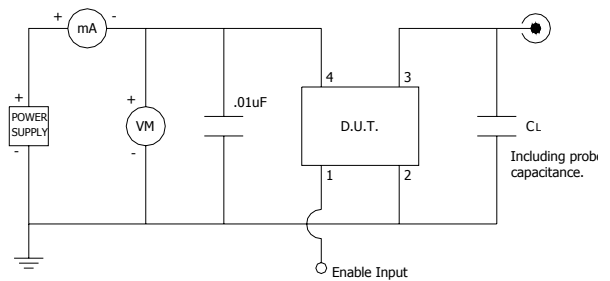 + mA -
4 3
.01uF
+
POWER
SUPPLY
-
+
VM
-
D.U.T.
CL
Including probe
capacitance.
1 2
Enable Input